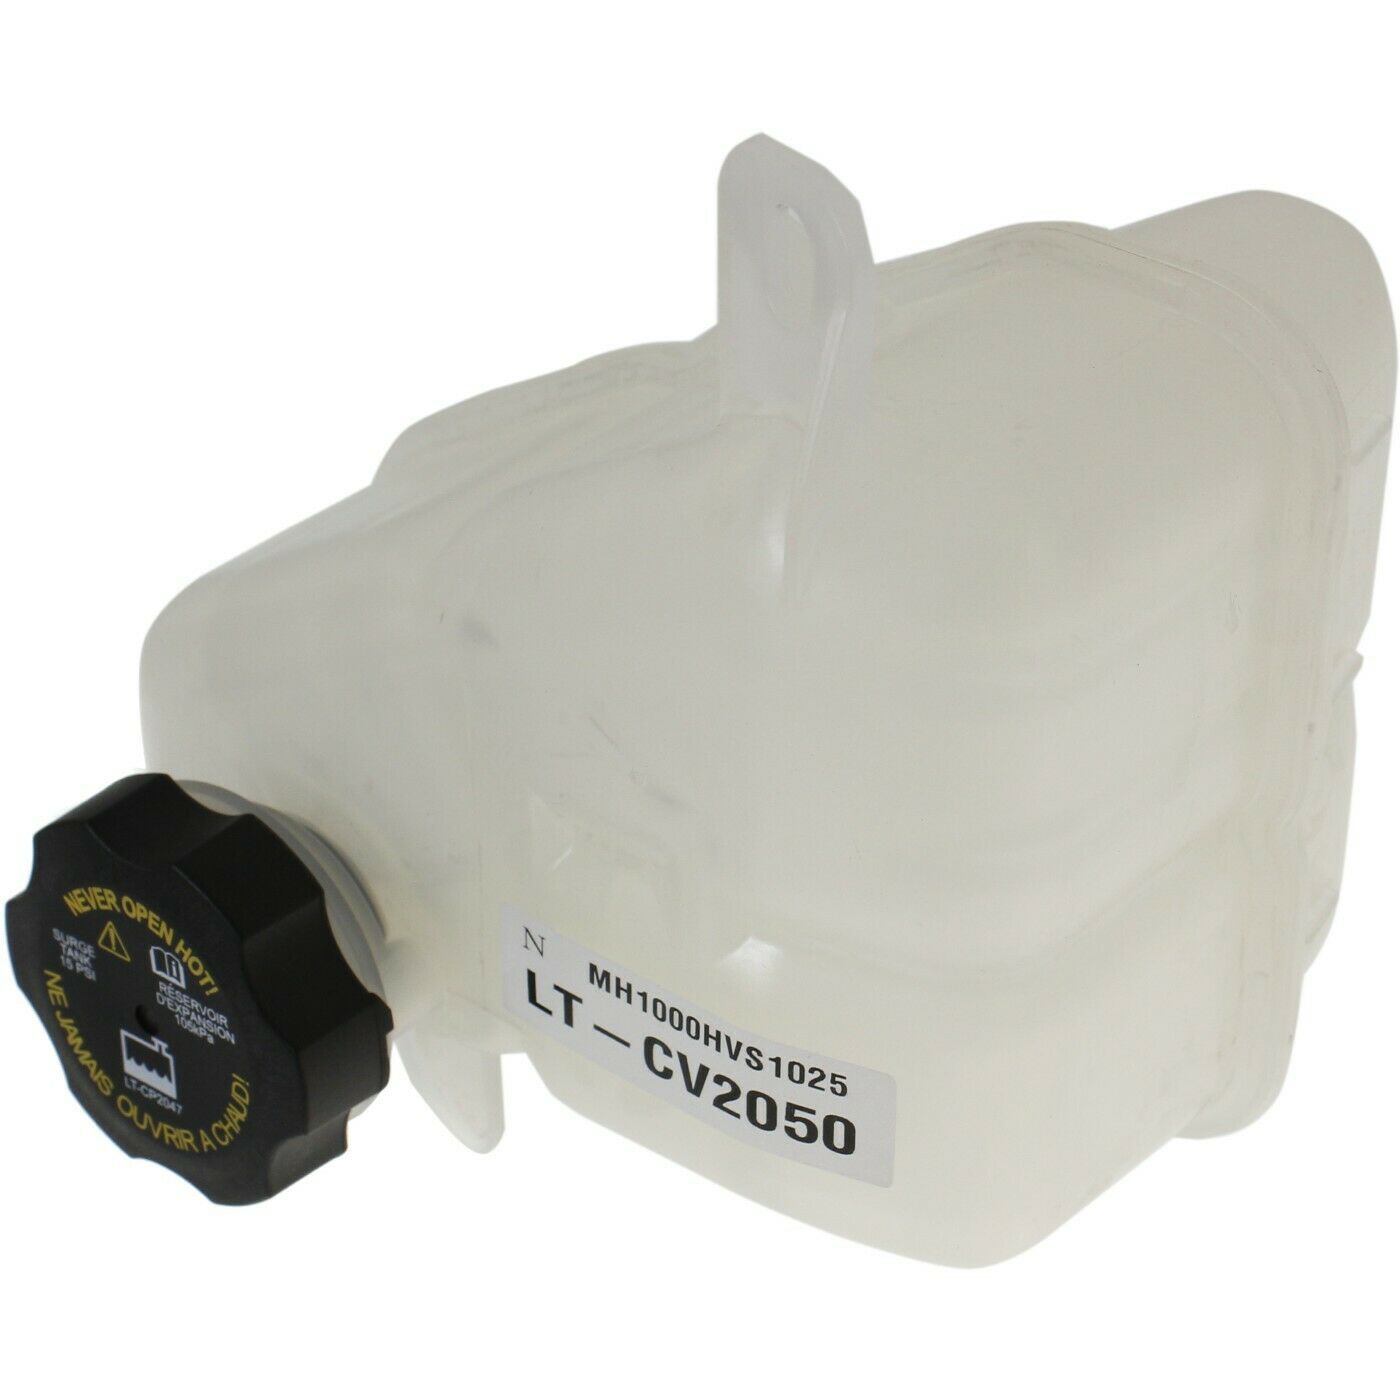 NEVER OPEN HOT!
SURGE
TANK
15 PSI
RÉSERVOIR
D'EXPANSION
105kPa
LT-CP2047
NE JAMAIS OUVRIR A CHAUD!
N
MH1000HVS1025
LT-CV2050